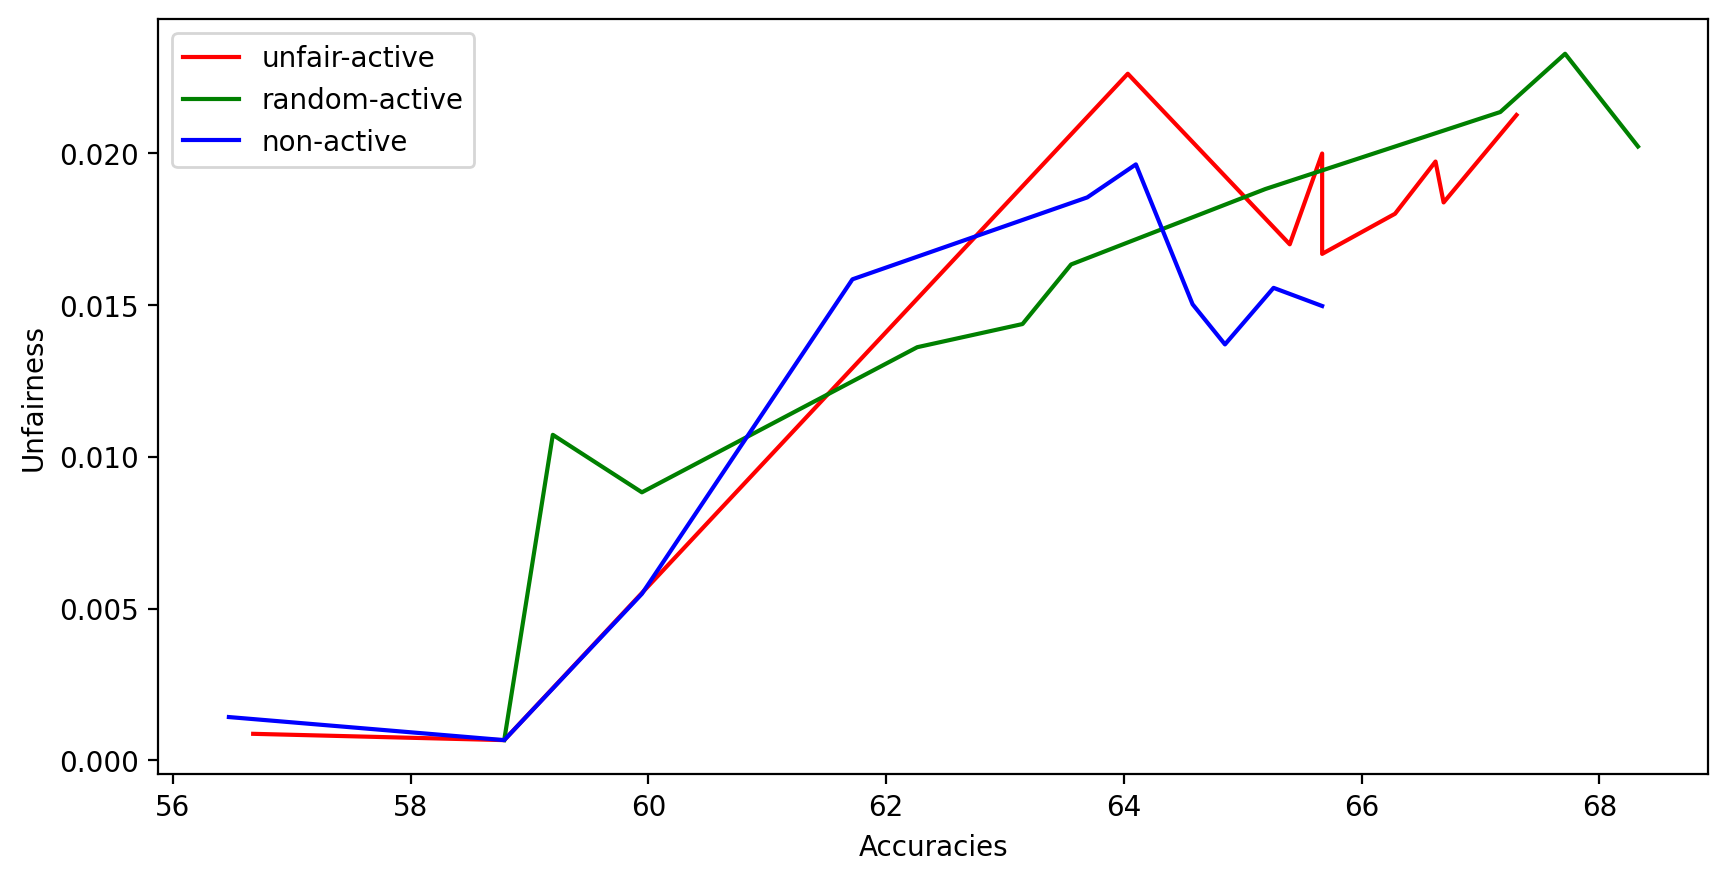 unfair-active
random-active
non-active
0.020
0.015
0.010
0.005
0.000
Unfairness
56 58 60 62 64 66 68
Accuracies